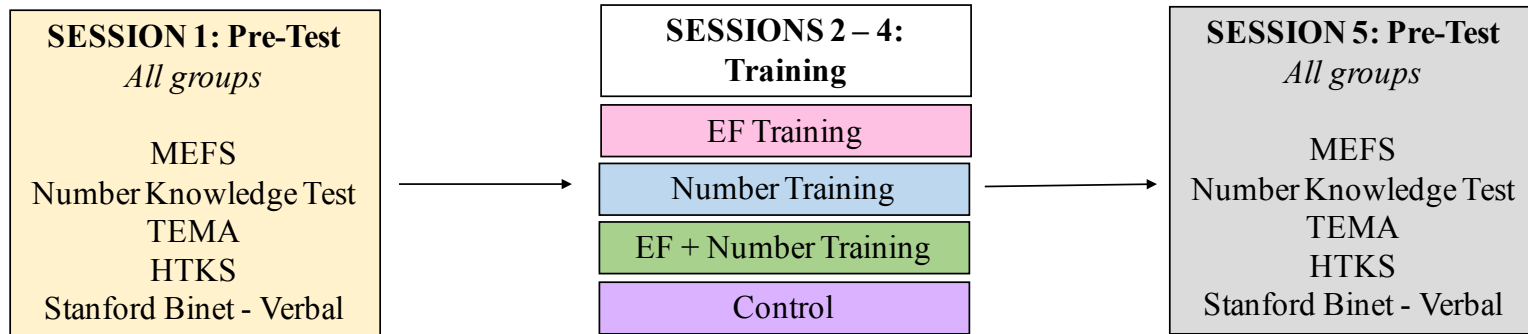 SESSION 1: Pre-Test
All groups
MEFS
Number Knowledge Test
TEMA
HTKS
Stanford Binet - Verbal
SESSIONS 2 – 4:
Training
EF Training
Number Training
EF + Number Training
Control
SESSION 5: Pre-Test
All groups
MEFS
Number Knowledge Test
TEMA
HTKS
Stanford Binet - Verbal